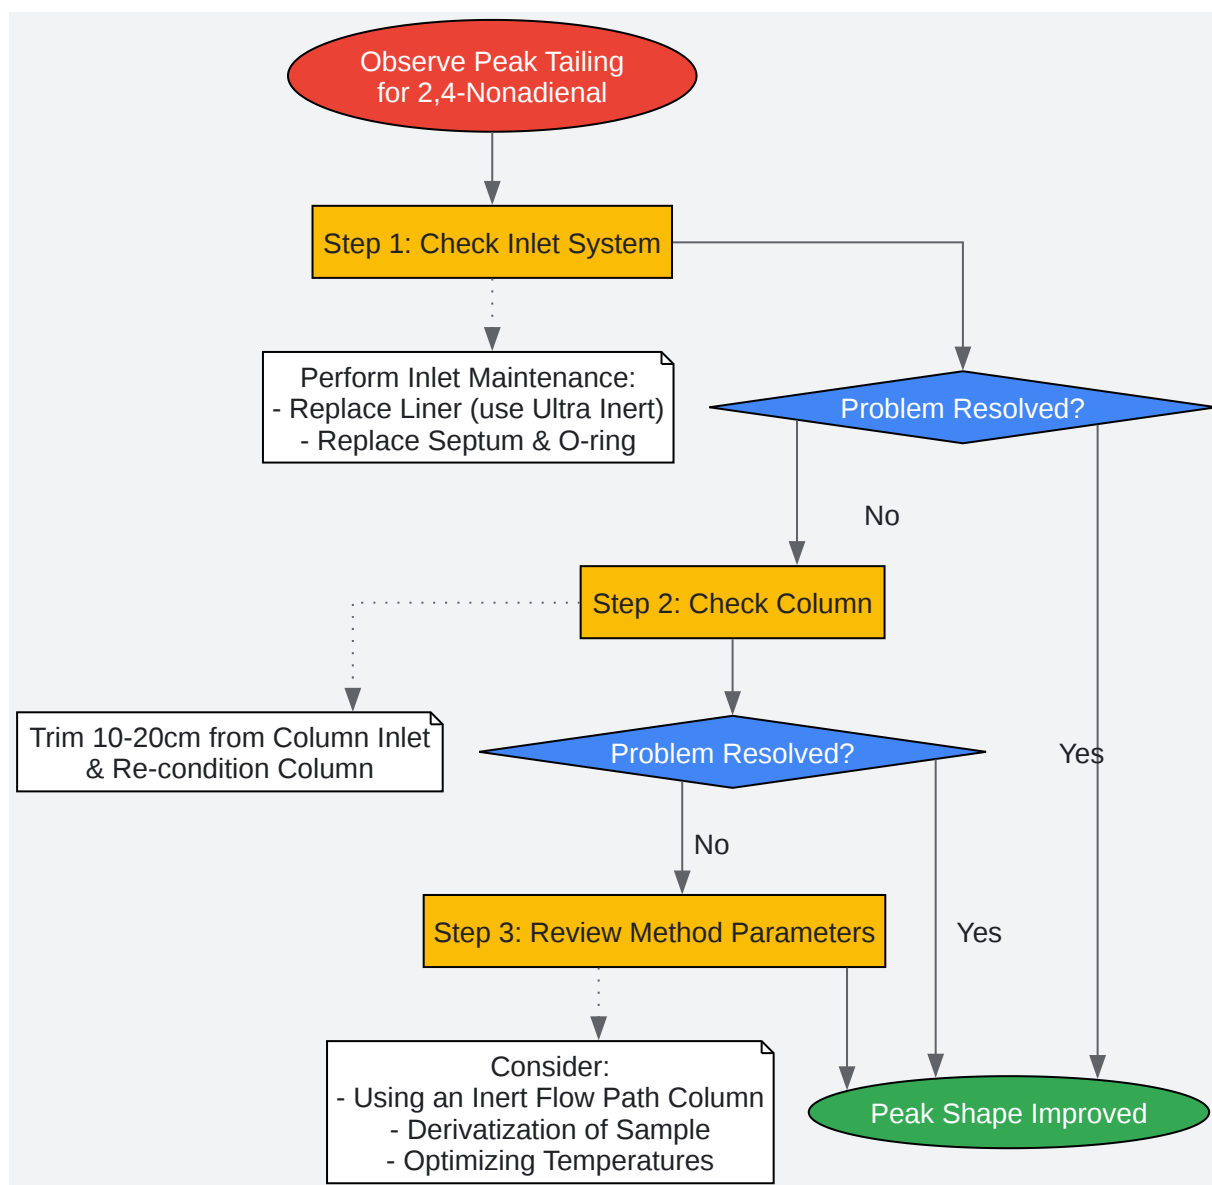 Observe Peak Tailing
for 2,4-Nonadienal
Step 1: Check Inlet System
Perform Inlet Maintenance:
- Replace Liner (use Ultra Inert)
- Replace Septum & O-ring
Problem Resolved?
No
Step 2: Check Column
Trim 10-20cm from Column Inlet
& Re-condition Column
Problem Resolved?
Yes
No
Step 3: Review Method Parameters
Yes
Consider:
- Using an Inert Flow Path Column
- Derivatization of Sample
- Optimizing Temperatures
Peak Shape Improved